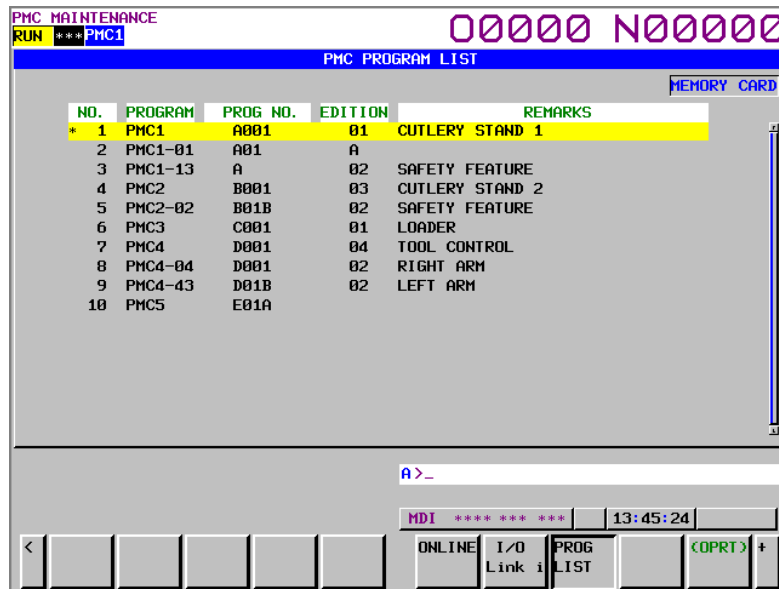 PMC MAINTENANCE
RUN *** PMC1
O0000 N00000
PMC PROGRAM LIST
MEMORY CARD
NO. PROGRAM PROG NO. EDITION REMARKS
* 1 PMC1 A001 01 CUTLERY STAND 1
2 PMC1-01 A01 A
3 PMC1-13 A 02 SAFETY FEATURE
4 PMC2 B001 03 CUTLERY STAND 2
5 PMC2-02 B01B 02 SAFETY FEATURE
6 PMC3 C001 01 LOADER
7 PMC4 D001 04 TOOL CONTROL
8 PMC4-04 D001 02 RIGHT ARM
9 PMC4-43 D01B 02 LEFT ARM
10 PMC5 E01A
A>_
MDI **** *** *** 13:45:24
< ONLINE I/O PROG (OPRT) +
Link i LIST